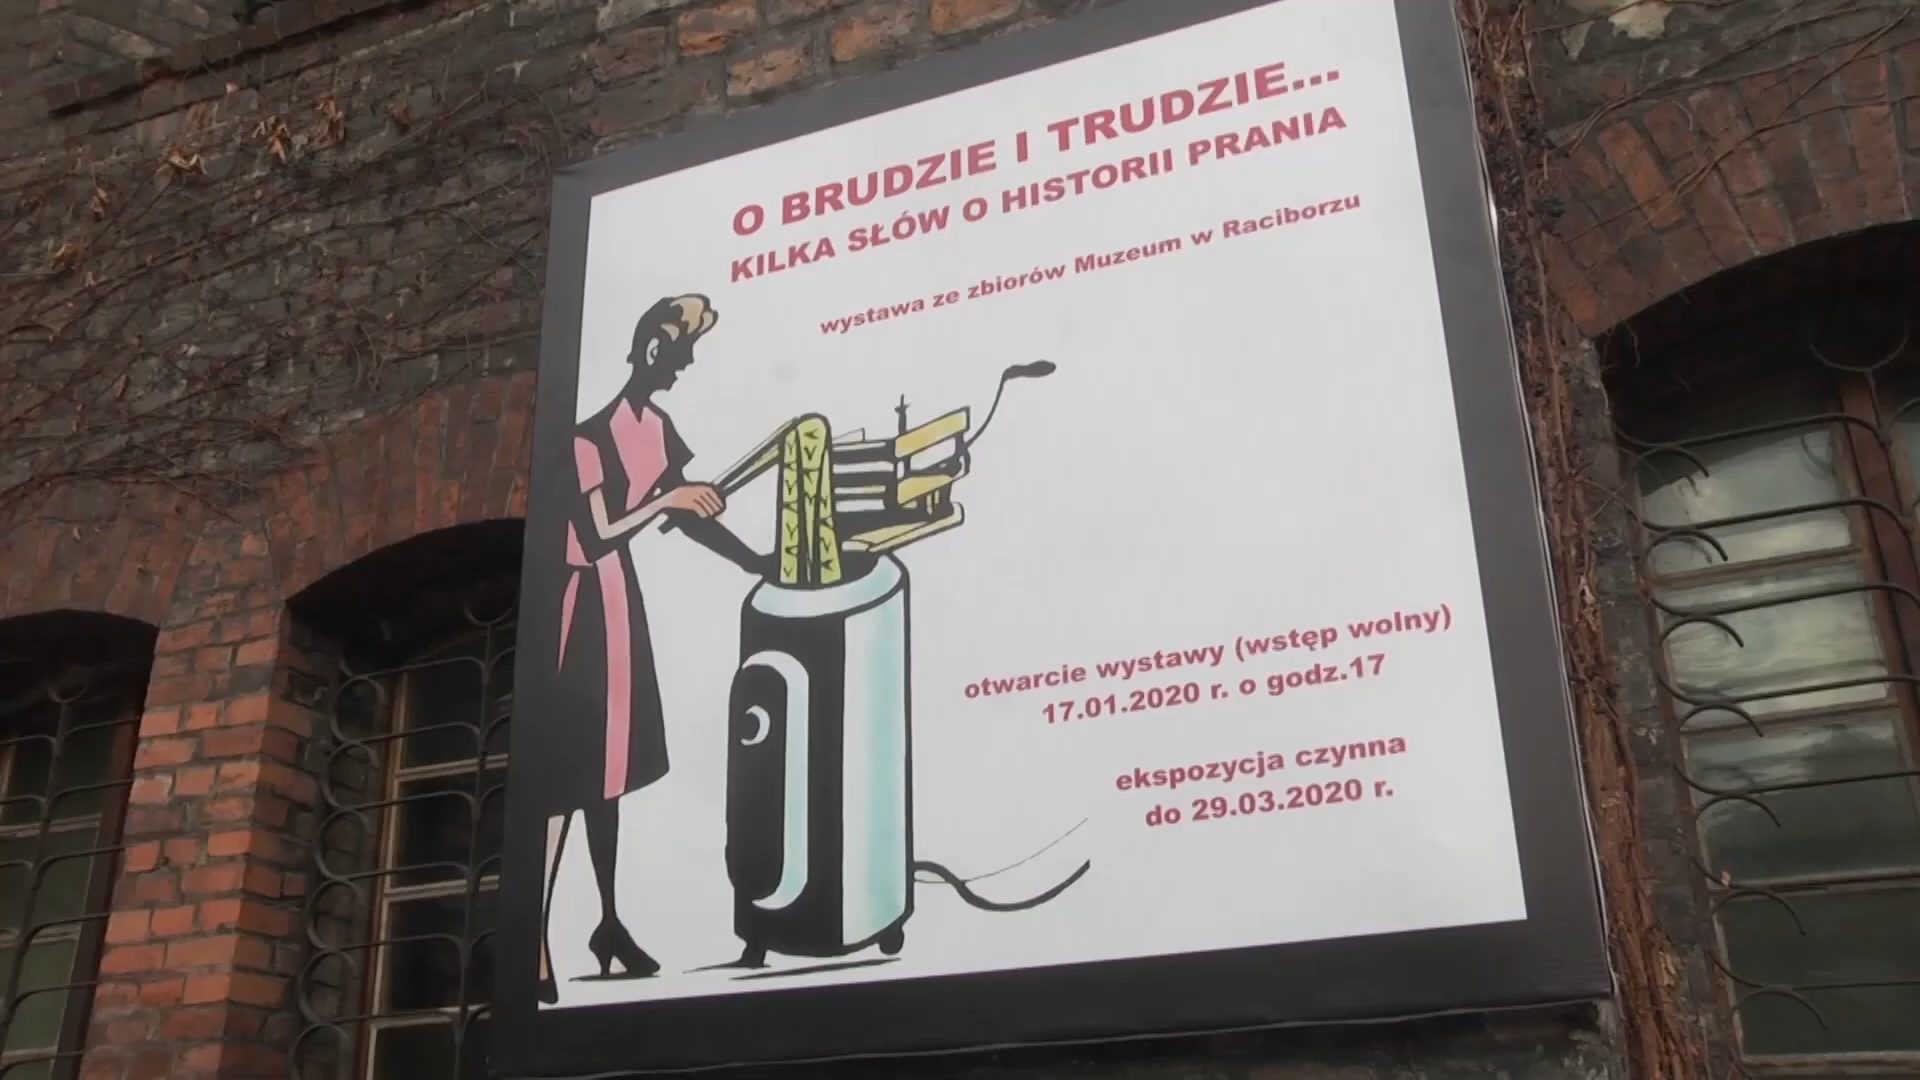 O BRUDZIE I TRUDZIE...
KILKA SŁÓW O HISTORII PRANIA
wystawa ze zbiorów Muzeum w Raciborzu
otwarcie wystawy (wstęp wolny)
17.01.2020 r. o godz.17
ekspozycja czynna
do 29.03.2020 r.